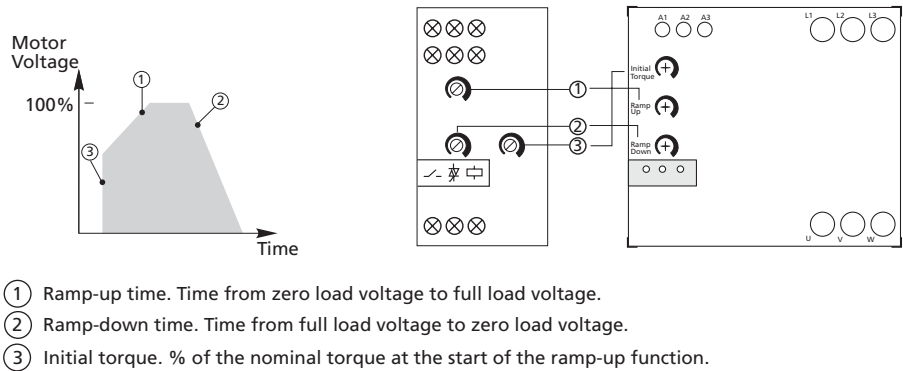 Motor
Voltage
100%
1
2
3
Time
1
2
3
A1 A2 A3
L1 L2 L3
Initial
Torque
Ramp
Up
Ramp
Down
U V W
1 Ramp-up time. Time from zero load voltage to full load voltage.
2 Ramp-down time. Time from full load voltage to zero load voltage.
3 Initial torque. % of the nominal torque at the start of the ramp-up function.